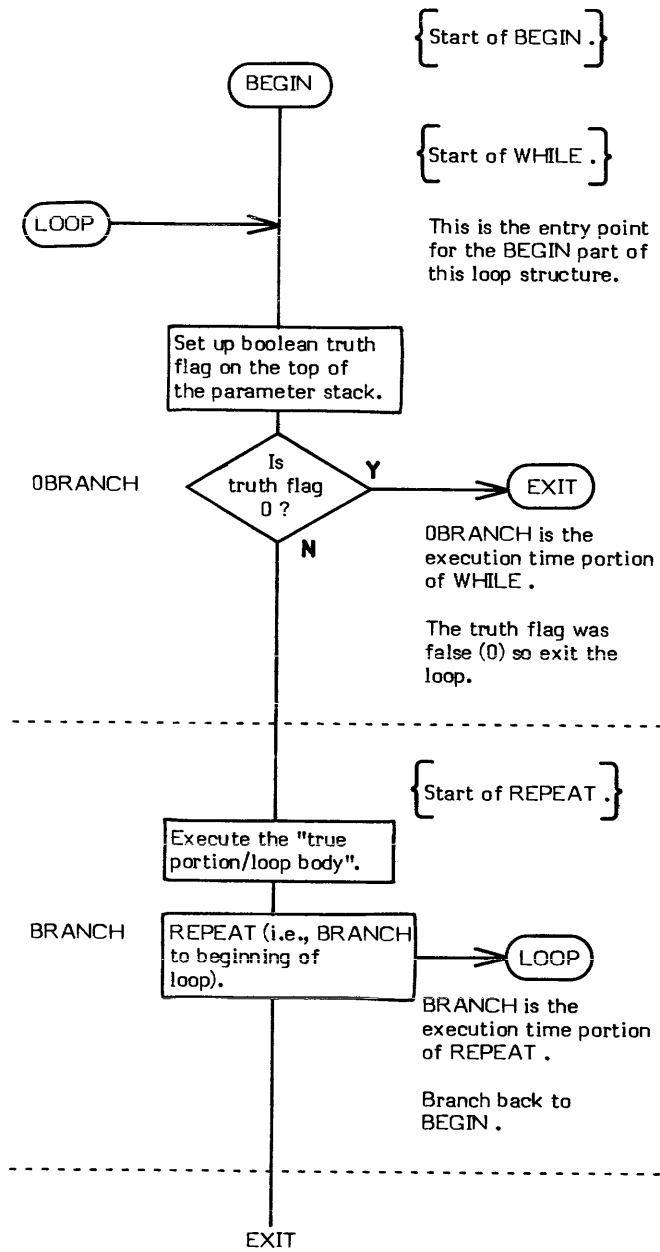 {Start of BEGIN .}
BEGIN
{Start of WHILE .}
LOOP
This is the entry point
for the BEGIN part of
this loop structure.
Set up boolean truth
flag on the top of
the parameter stack.
0BRANCH
Is
truth flag
0 ?
Y
EXIT
N
0BRANCH is the
execution time portion
of WHILE .
The truth flag was
false (0) so exit the
loop.
{Start of REPEAT .}
Execute the "true
portion/loop body".
BRANCH
REPEAT (i.e., BRANCH
to beginning of
loop).
LOOP
BRANCH is the
execution time portion
of REPEAT .
Branch back to
BEGIN .
EXIT